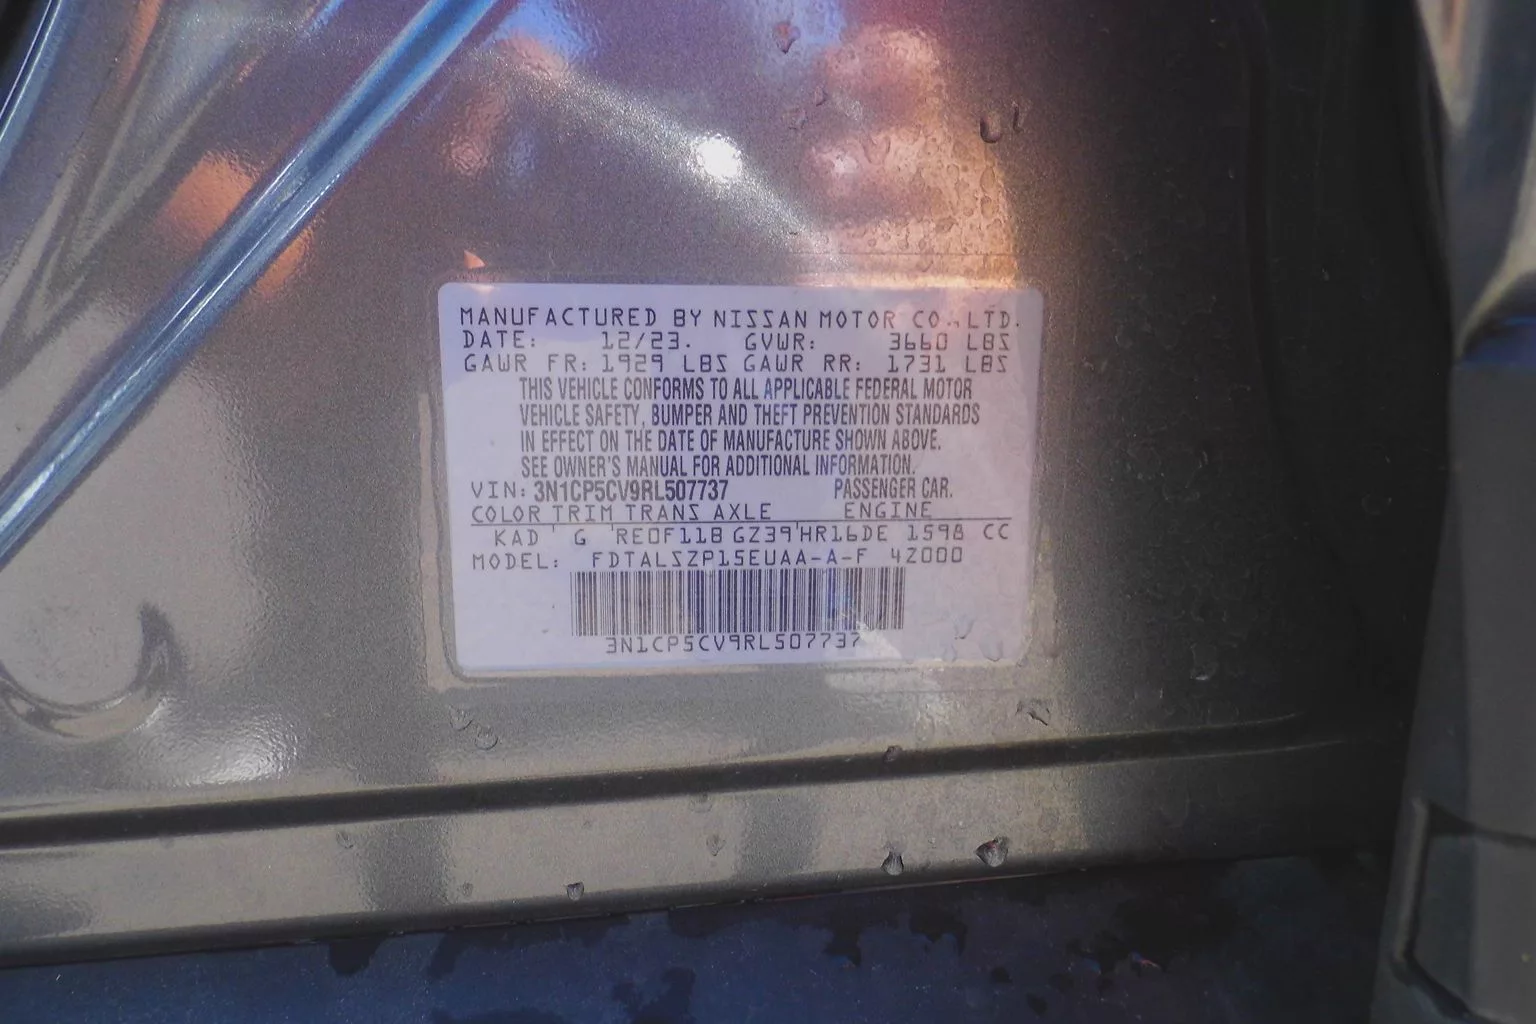 MANUFACTURED BY NISSAN MOTOR CO.,LTD.
DATE: 12/23. GVWR: 3660 LBS
GAWR FR: 1929 LBS GAWR RR: 1731 LBS
THIS VEHICLE CONFORMS TO ALL APPLICABLE FEDERAL MOTOR
VEHICLE SAFETY, BUMPER AND THEFT PREVENTION STANDARDS
IN EFFECT ON THE DATE OF MANUFACTURE SHOWN ABOVE.
SEE OWNER'S MANUAL FOR ADDITIONAL INFORMATION.
VIN: 3N1CP5CV9RL507737 PASSENGER CAR.
COLOR TRIM TRANS AXLE ENGINE
KAD G RE0F11B GZ39 HR16DE 1598 CC
MODEL: FDTALSZP15EUAA-A-F 42000
3N1CP5CV9RL507737